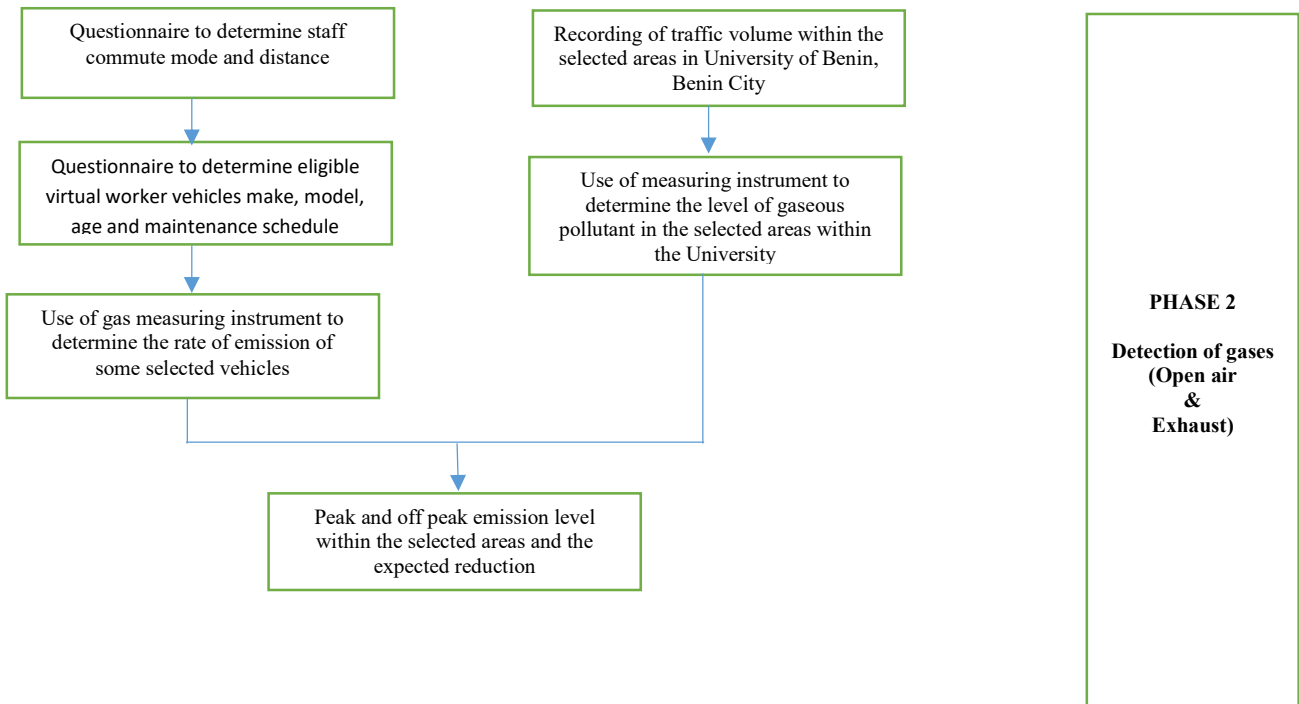 Questionnaire to determine staff
commute mode and distance
Recording of traffic volume within the
selected areas in University of Benin,
Benin City
Questionnaire to determine eligible
virtual worker vehicles make, model,
age and maintenance schedule
Use of measuring instrument to
determine the level of gaseous
pollutant in the selected areas within
the University
Use of gas measuring instrument to
determine the rate of emission of
some selected vehicles
Peak and off peak emission level
within the selected areas and the
expected reduction
PHASE 2
Detection of gases
(Open air
&
Exhaust)